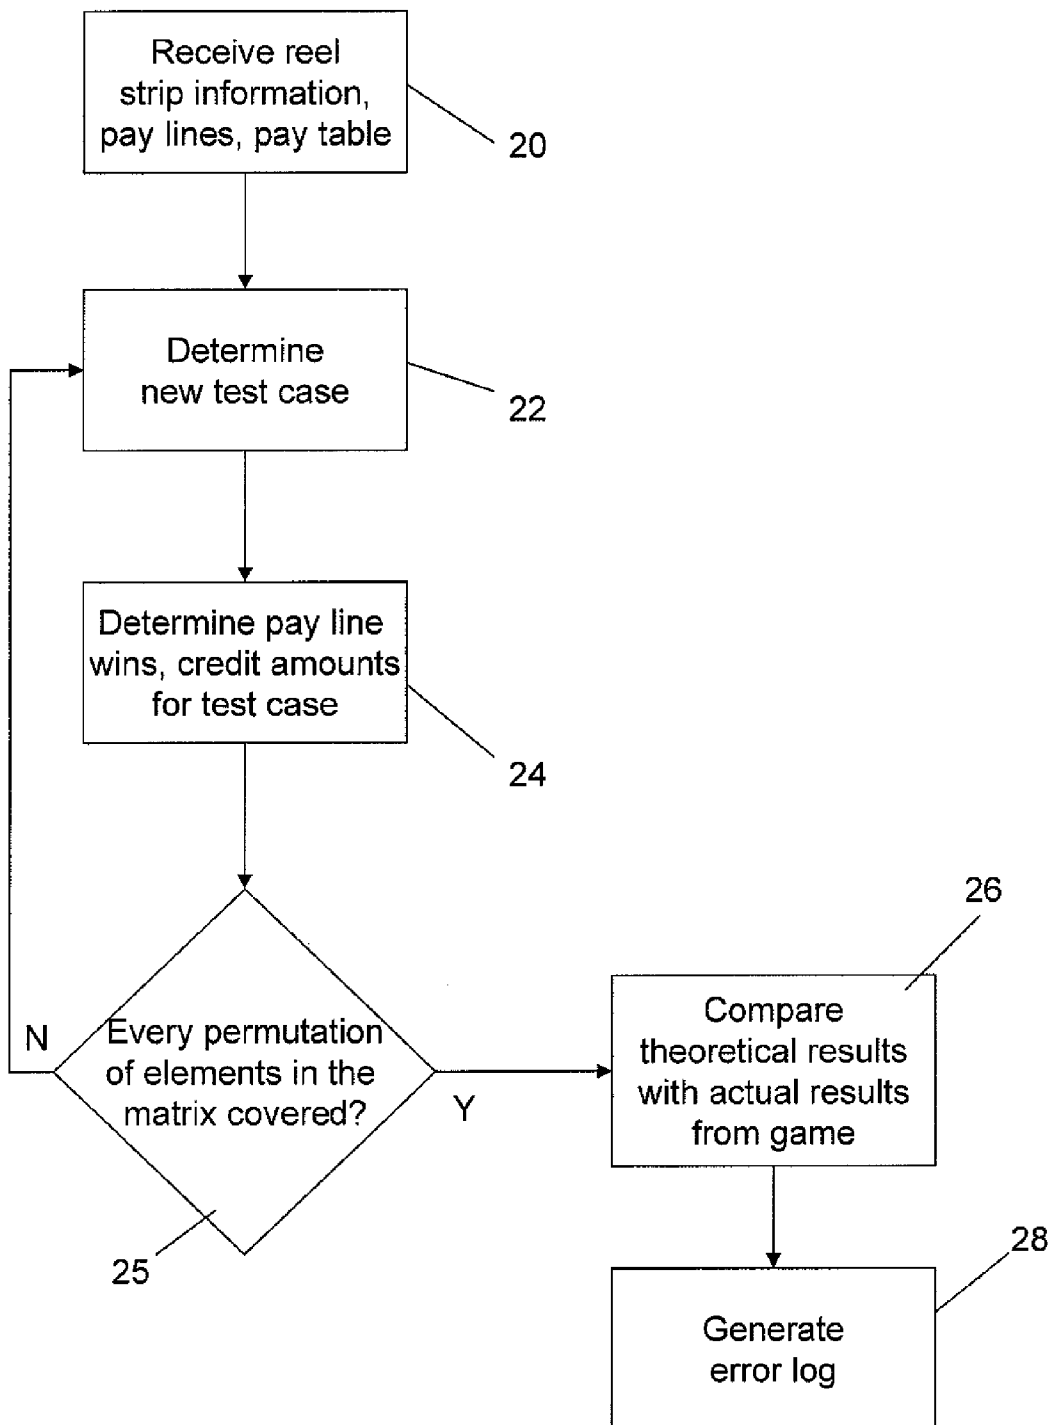 Receive reel
strip information,
pay lines, pay table
20
Determine
new test case
22
Determine pay line
wins, credit amounts
for test case
24
Every permutation
of elements in the
matrix covered?
N
Y
25
26
Compare
theoretical results
with actual results
from game
28
Generate
error log